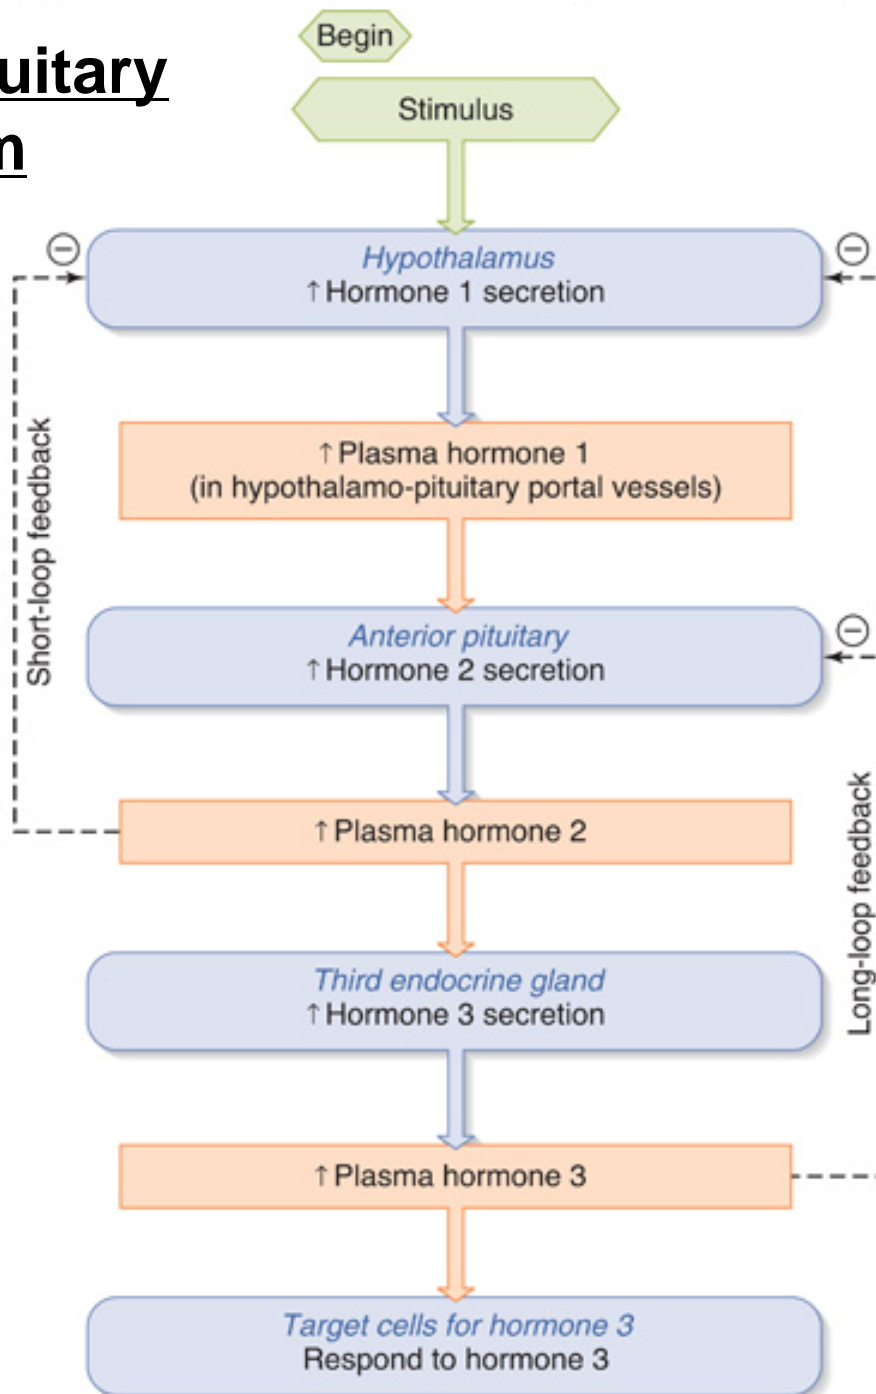 uitary
m
Begin
Stimulus
Hypothalamus
↑Hormone 1 secretion
↑Plasma hormone 1
(in hypothalamo-pituitary portal vessels)
Short-loop feedback
Anterior pituitary
↑Hormone 2 secretion
↑Plasma hormone 2
Long-loop feedback
Third endocrine gland
↑Hormone 3 secretion
↑Plasma hormone 3
Target cells for hormone 3
Respond to hormone 3